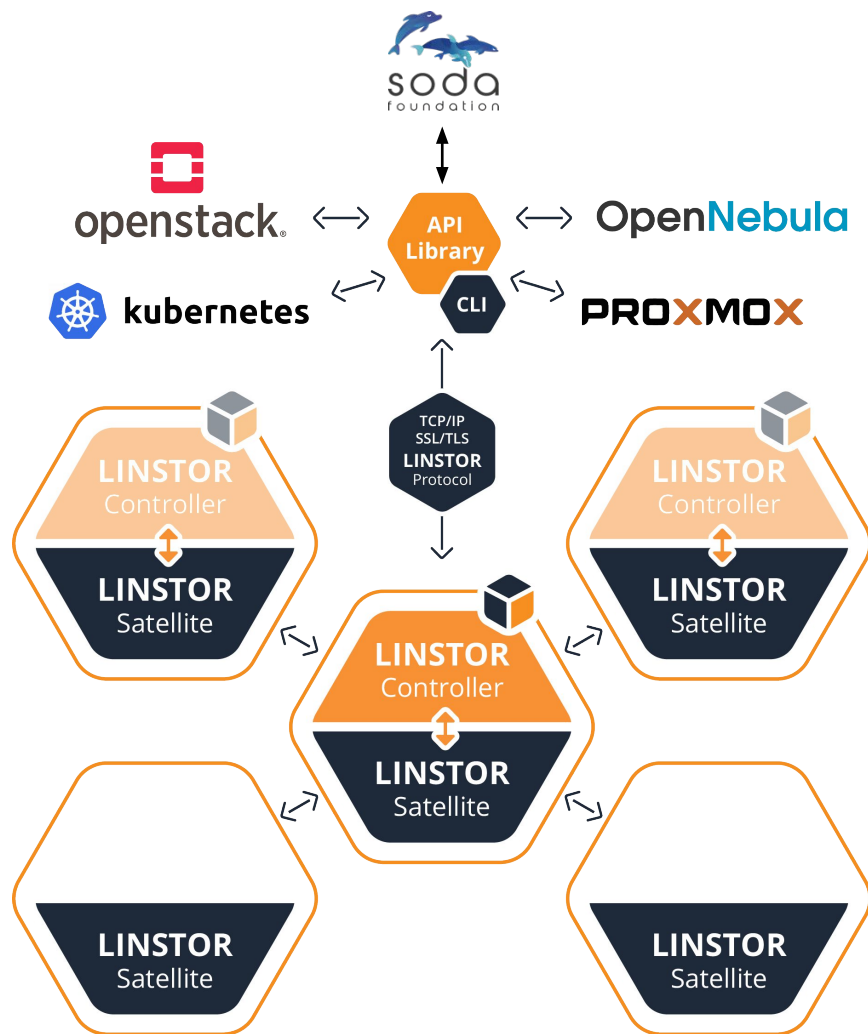 soda
foundation
openstack®
API
Library
OpenNebula
kubernetes
CLI
PROXMOX
TCP/IP
SSL/TLS
LINSTOR
Protocol
LINSTOR
Controller
LINSTOR
Satellite
LINSTOR
Controller
LINSTOR
Satellite
LINSTOR
Controller
LINSTOR
Satellite
LINSTOR
Satellite
LINSTOR
Satellite